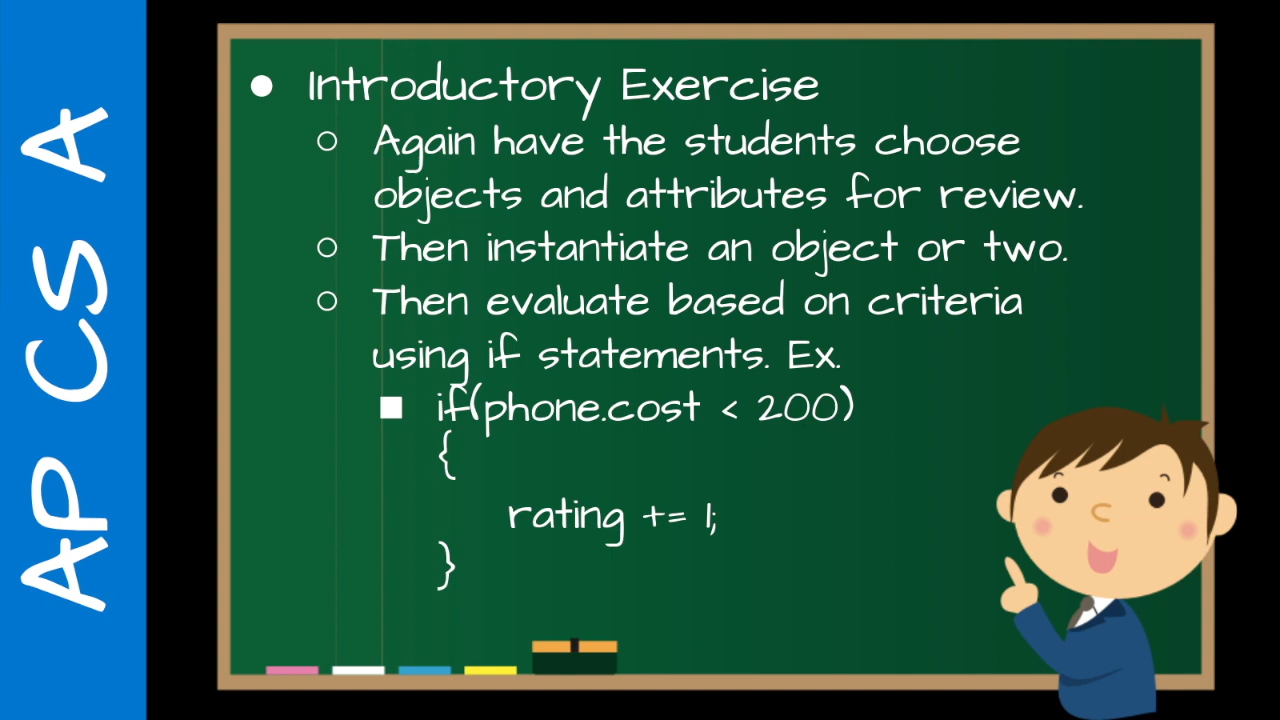 AP CS A
● Introductory Exercise
○ Again have the students choose
objects and attributes for review.
○ Then instantiate an object or two.
○ Then evaluate based on criteria
using if statements. Ex.
■ if(phone.cost < 200)
{
rating += 1;
}